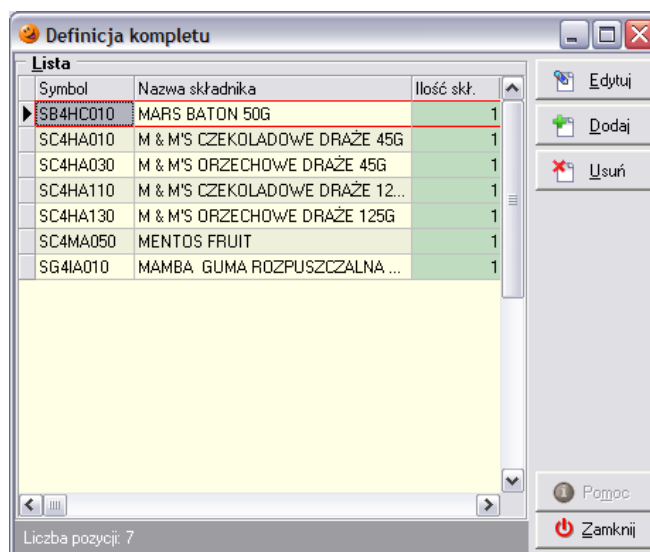 Definicja kompletu
Lista
Symbol Nazwa składnika Ilość skł.
SB4HC010 MARS BATON 50G 1
SC4HA010 M & M'S CZEKOLADOWE DRAŻE 45G 1
SC4HA030 M & M'S ORZECHOWE DRAŻE 45G 1
SC4HA110 M & M'S CZEKOLADOWE DRAŻE 12... 1
SC4HA130 M & M'S ORZECHOWE DRAŻE 125G 1
SC4MA050 MENTOS FRUIT 1
SG4IA010 MAMBA GUMA ROZPUSZCZALNA ... 1
Liczba pozycji: 7
Edytuj
Dodaj
Usuń
Pomoc
Zamknij